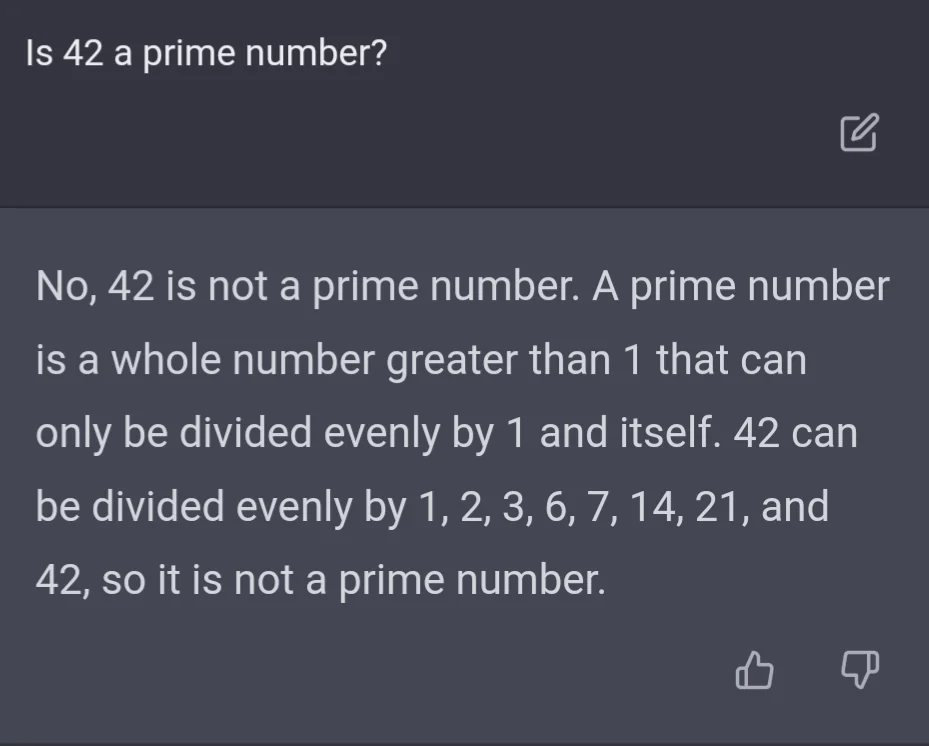 Is 42 a prime number?
No, 42 is not a prime number. A prime number
is a whole number greater than 1 that can
only be divided evenly by 1 and itself. 42 can
be divided evenly by 1, 2, 3, 6, 7, 14, 21, and
42, so it is not a prime number.